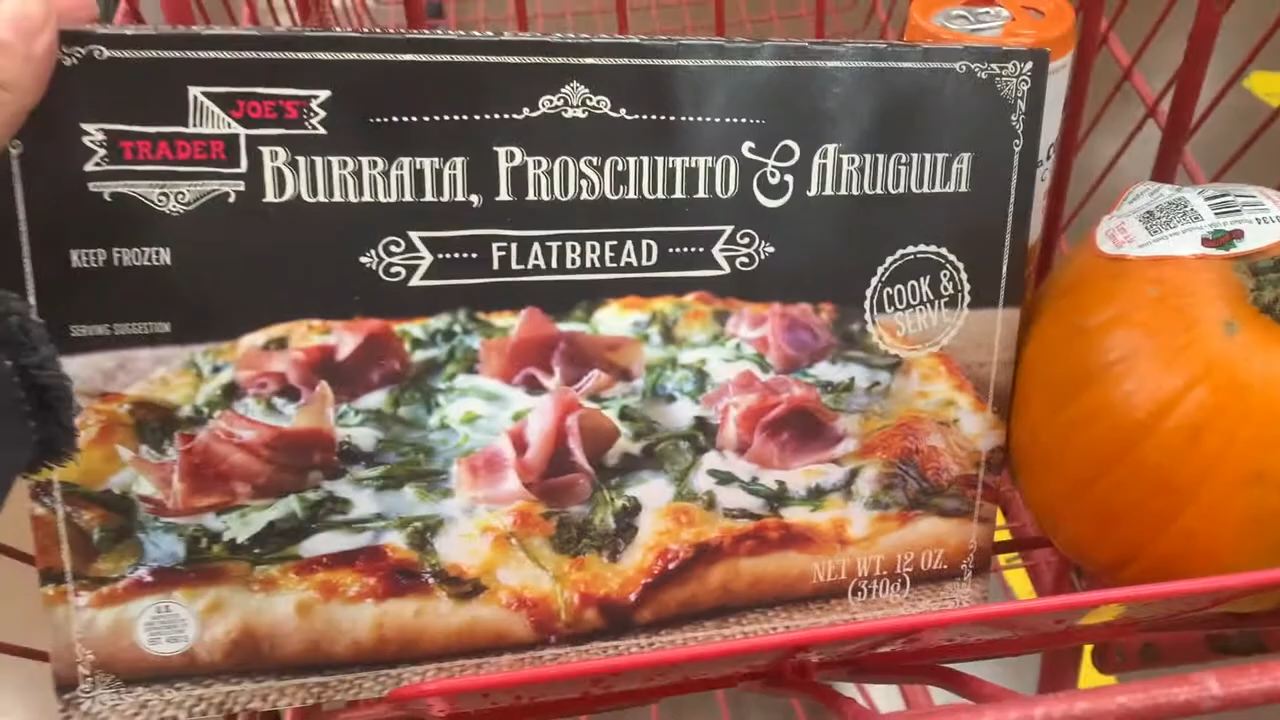 JOE'S
TRADER
BURRATA, PROSCIUTTO & ARUGULA
FLATBREAD
KEEP FROZEN
COOK &
SERVE
SERVING SUGGESTION
NET WT. 12 OZ.
(340g)
U.S.